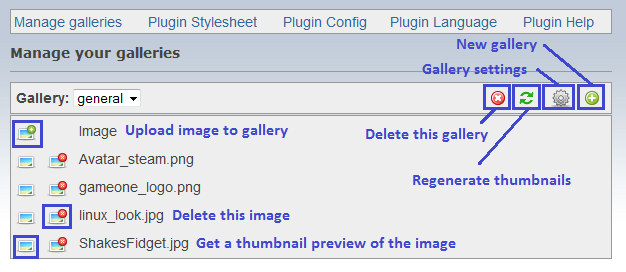 Manage galleries Plugin Stylesheet Plugin Config Plugin Language Plugin Help
New gallery
Manage your galleries
Gallery settings
Gallery: general
Image Upload image to gallery
Delete this gallery
Avatar_steam.png
Regenerate thumbnails
gameone_logo.png
linux_look.jpg Delete this image
ShakesFidget.jpg Get a thumbnail preview of the image